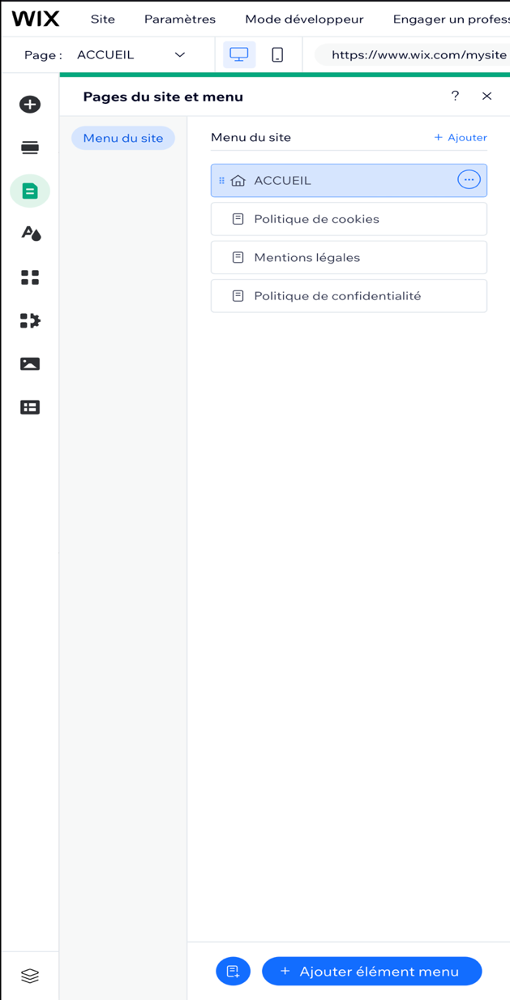 WIX Site Paramètres Mode développeur Engager un profess
Page : ACCUEIL https://www.wix.com/mysite
Pages du site et menu ?
Menu du site
Menu du site + Ajouter
ACCUEIL
Politique de cookies
Mentions légales
Politique de confidentialité
+ Ajouter élément menu